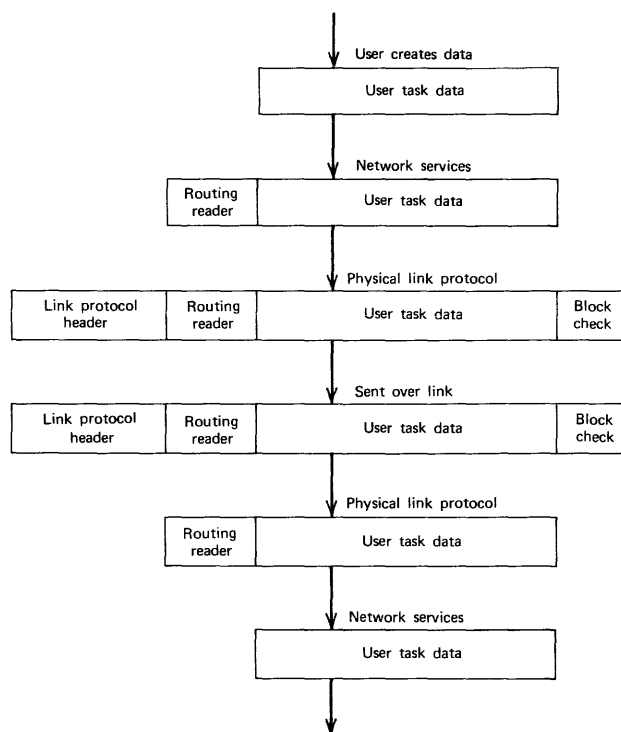 User creates data
User task data
Network services
Routing
reader
User task data
Physical link protocol
Link protocol
header
Routing
reader
User task data
Block
check
Sent over link
Link protocol
header
Routing
reader
User task data
Block
check
Physical link protocol
Routing
reader
User task data
Network services
User task data